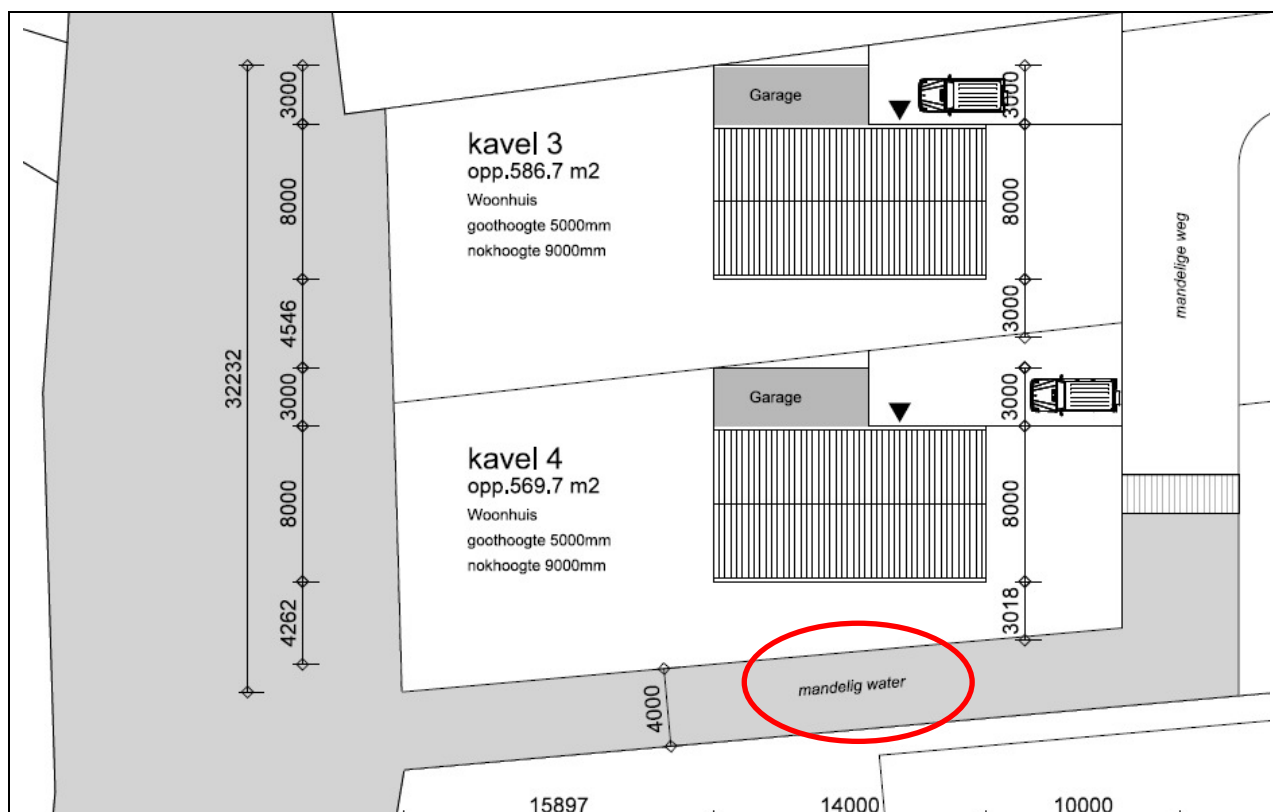 3000
Garage
3000
kavel 3
opp.586.7 m2
Woonhuis
goothoogte 5000mm
nokhoogte 9000mm
8000
8000
mandelige weg
4546
3000
32232
3000
Garage
3000
kavel 4
opp.569.7 m2
Woonhuis
goothoogte 5000mm
nokhoogte 9000mm
8000
8000
4262
3018
mandelig water
4000
15897
14000
10000